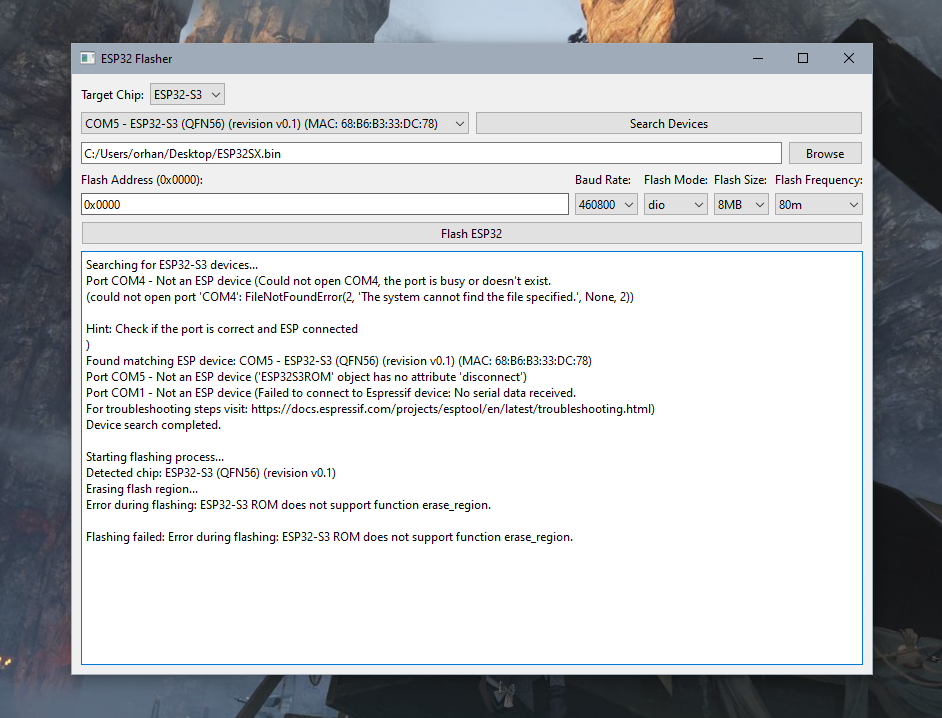 ESP32 Flasher
Target Chip: ESP32-S3
COM5 - ESP32-S3 (QFN56) (revision v0.1) (MAC: 68:B6:B3:33:DC:78) Search Devices
C:/Users/orhan/Desktop/ESP32SX.bin Browse
Flash Address (0x0000): Baud Rate: Flash Mode: Flash Size: Flash Frequency:
0x0000 460800 dio 8MB 80m
Flash ESP32
Searching for ESP32-S3 devices...
Port COM4 - Not an ESP device (Could not open COM4, the port is busy or doesn't exist.
(could not open port 'COM4': FileNotFoundError(2, 'The system cannot find the file specified.', None, 2))
Hint: Check if the port is correct and ESP connected
)
Found matching ESP device: COM5 - ESP32-S3 (QFN56) (revision v0.1) (MAC: 68:B6:B3:33:DC:78)
Port COM5 - Not an ESP device ('ESP32S3ROM' object has no attribute 'disconnect')
Port COM1 - Not an ESP device (Failed to connect to Espressif device: No serial data received.
For troubleshooting steps visit: https://docs.espressif.com/projects/esptool/en/latest/troubleshooting.html)
Device search completed.
Starting flashing process...
Detected chip: ESP32-S3 (QFN56) (revision v0.1)
Erasing flash region...
Error during flashing: ESP32-S3 ROM does not support function erase_region.
Flashing failed: Error during flashing: ESP32-S3 ROM does not support function erase_region.